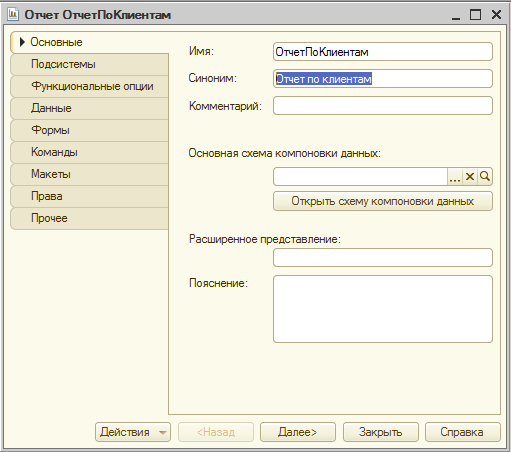 Отчет ОтчетПоКлиентам
Основные
Подсистемы
Функциональные опции
Данные
Формы
Команды
Макеты
Права
Прочее
Имя: ОтчетПоКлиентам
Синоним: Отчет по клиентам
Комментарий:
Основная схема компоновки данных:
...
Открыть схему компоновки данных
Расширенное представление:
Пояснение:
Действия <Назад Далее> Закрыть Справка